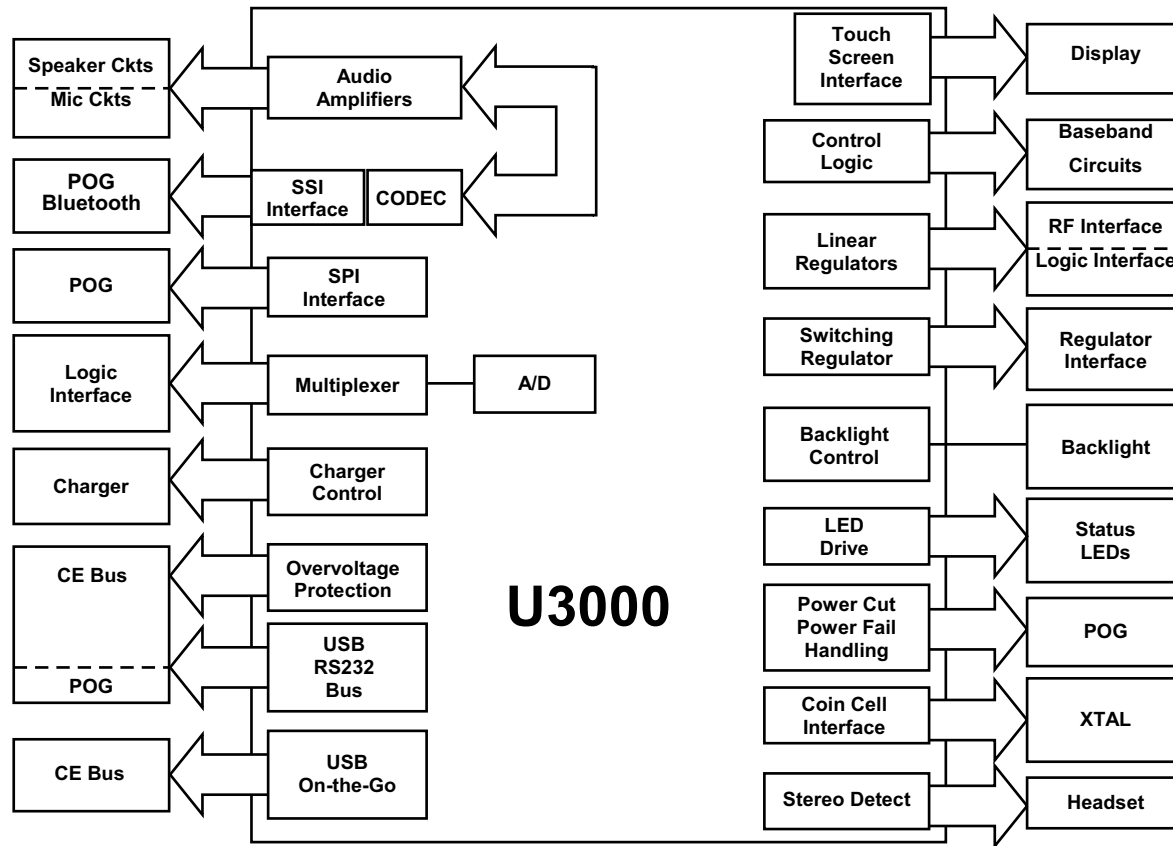 Speaker Ckts
Mic Ckts
POG
Bluetooth
POG
Logic
Interface
Charger
CE Bus
POG
CE Bus
Audio
Amplifiers
SSI
Interface
CODEC
SPI
Interface
Multiplexer
A/D
Charger
Control
Overvoltage
Protection
USB
RS232
Bus
USB
On-the-Go
U3000
Touch
Screen
Interface
Control
Logic
Linear
Regulators
Switching
Regulator
Backlight
Control
LED
Drive
Power Cut
Power Fail
Handling
Coin Cell
Interface
Stereo Detect
Display
Baseband
Circuits
RF Interface
Logic Interface
Regulator
Interface
Backlight
Status
LEDs
POG
XTAL
Headset